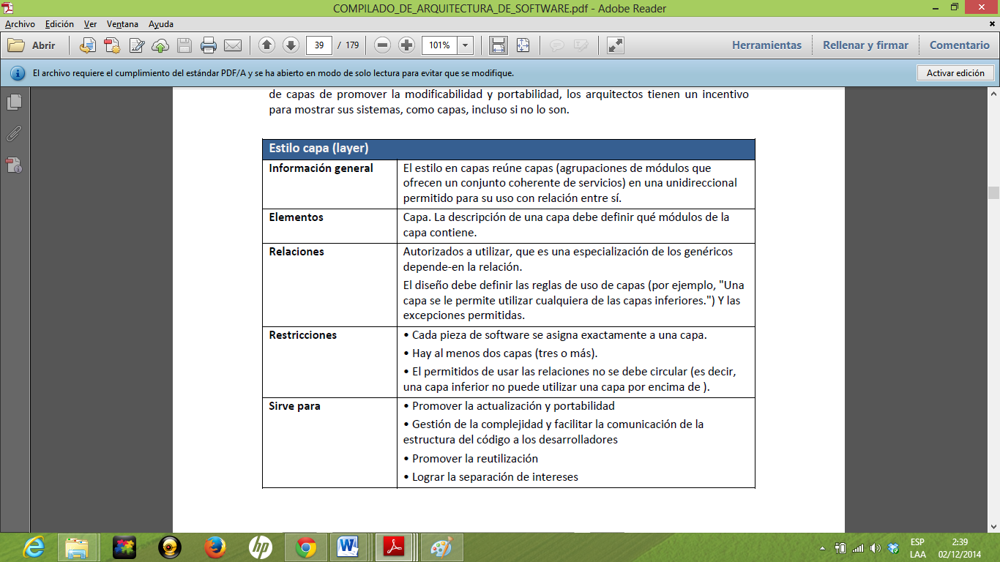 COMPILADO_DE_ARQUITECTURA_DE_SOFTWARE.pdf - Adobe Reader
Archivo Edición Ver Ventana Ayuda
Abrir 39 / 179 101% Herramientas Rellenar y firmar Comentario
El archivo requiere el cumplimiento del estándar PDF/A y se ha abierto en modo de solo lectura para evitar que se modifique. Activar edición
de capas de promover la modificabilidad y portabilidad, los arquitectos tienen un incentivo
para mostrar sus sistemas, como capas, incluso si no lo son.
Estilo capa (layer)
Información general
El estilo en capas reúne capas (agrupaciones de módulos que
ofrecen un conjunto coherente de servicios) en una unidireccional
permitido para su uso con relación entre sí.
Elementos
Capa. La descripción de una capa debe definir qué módulos de la
capa contiene.
Relaciones
Autorizados a utilizar, que es una especialización de los genéricos
depende-en la relación.
El diseño debe definir las reglas de uso de capas (por ejemplo, "Una
capa se le permite utilizar cualquiera de las capas inferiores.") Y las
excepciones permitidas.
Restricciones
• Cada pieza de software se asigna exactamente a una capa.
• Hay al menos dos capas (tres o más).
• El permitidos de usar las relaciones no se debe circular (es decir,
una capa inferior no puede utilizar una capa por encima de ).
Sirve para
• Promover la actualización y portabilidad
• Gestión de la complejidad y facilitar la comunicación de la
estructura del código a los desarrolladores
• Promover la reutilización
• Lograr la separación de intereses
hp
ESP
LAA
2:39
02/12/2014